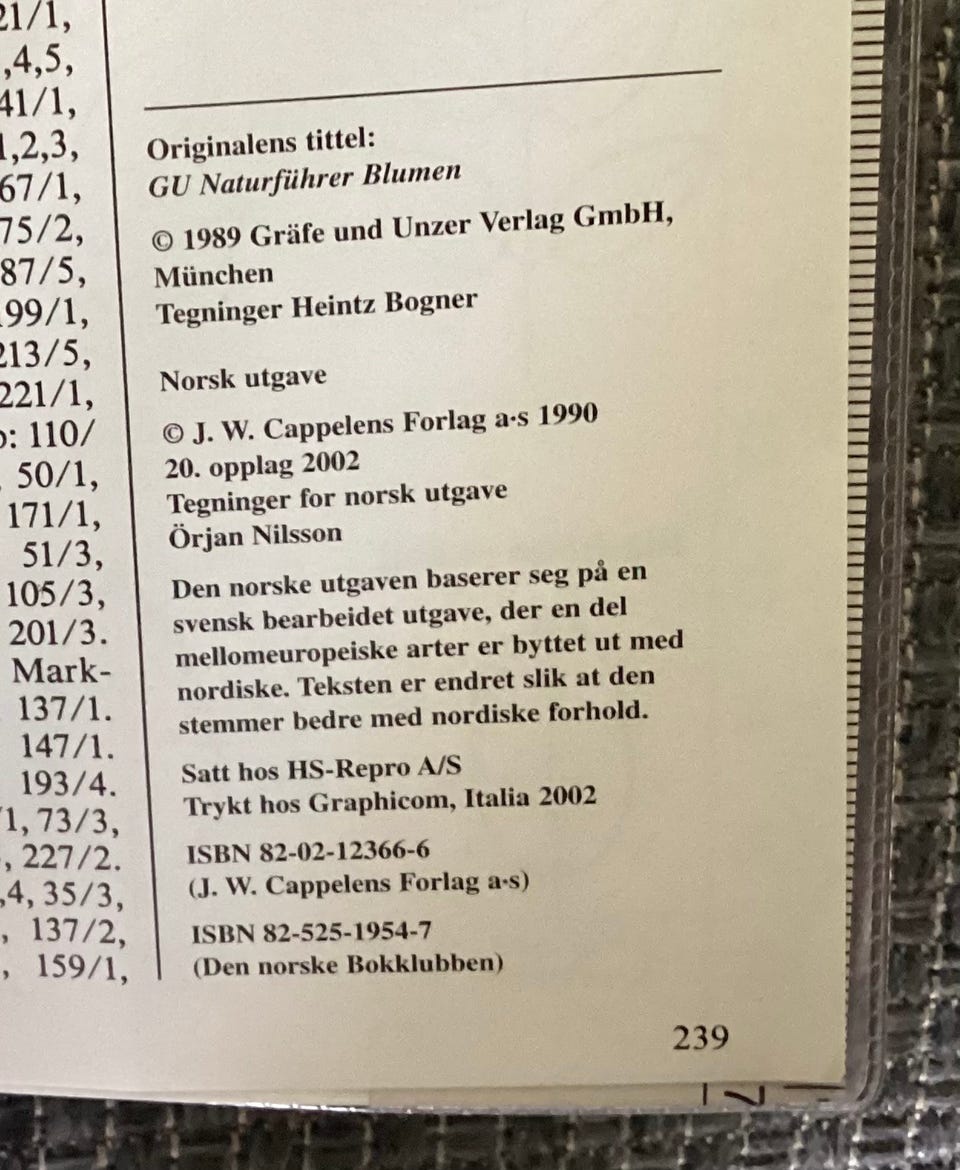 21/1,
,4,5,
41/1,
1,2,3,
67/1,
75/2,
87/5,
199/1,
213/5,
221/1,
: 110/
50/1,
171/1,
51/3,
105/3,
201/3.
Mark-
137/1.
147/1.
193/4.
/1, 73/3,
, 227/2.
,4, 35/3,
, 137/2,
, 159/1,
Originalens tittel:
GU Naturführer Blumen
© 1989 Gräfe und Unzer Verlag GmbH,
München
Tegninger Heintz Bogner
Norsk utgave
© J. W. Cappelens Forlag a·s 1990
20. opplag 2002
Tegninger for norsk utgave
Örjan Nilsson
Den norske utgaven baserer seg på en
svensk bearbeidet utgave, der en del
mellomeuropeiske arter er byttet ut med
nordiske. Teksten er endret slik at den
stemmer bedre med nordiske forhold.
Satt hos HS-Repro A/S
Trykt hos Graphicom, Italia 2002
ISBN 82-02-12366-6
(J. W. Cappelens Forlag a·s)
ISBN 82-525-1954-7
(Den norske Bokklubben)
239